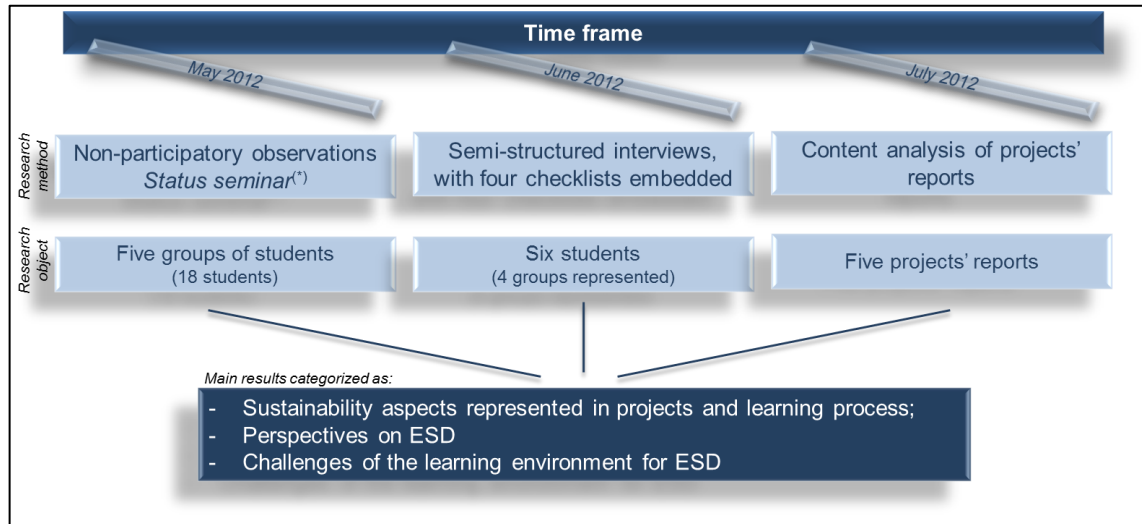 Time frame
May 2012
June 2012
July 2012
Research method
Non-participatory observations
Status seminar(*)
Semi-structured interviews,
with four checklists embedded
Content analysis of projects’
reports
Research object
Five groups of students
(18 students)
Six students
(4 groups represented)
Five projects’ reports
Main results categorized as:
- Sustainability aspects represented in projects and learning process;
- Perspectives on ESD
- Challenges of the learning environment for ESD